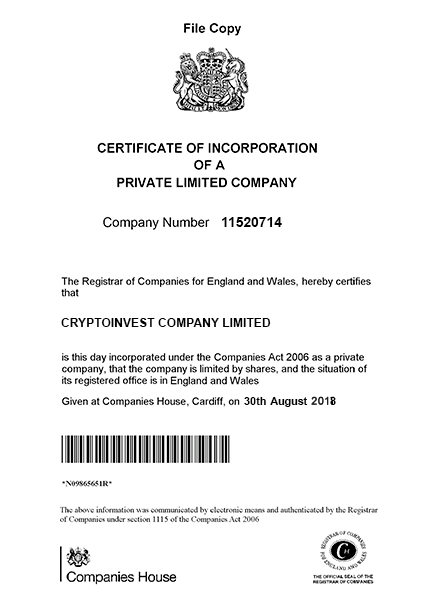 File Copy
CERTIFICATE OF INCORPORATION
OF A
PRIVATE LIMITED COMPANY
Company Number 11520714
The Registrar of Companies for England and Wales, hereby certifies
that
CRYPTOINVEST COMPANY LIMITED
is this day incorporated under the Companies Act 2006 as a private
company, that the company is limited by shares, and the situation of
its registered office is in England and Wales
Given at Companies House, Cardiff, on 30th August 2018
*N09865651R*
The above information was communicated by electronic means and authenticated by the Registrar
of Companies under section 1115 of the Companies Act 2006
Companies House
REGISTRAR OF COMPANIES
ENGLAND AND WALES
THE OFFICIAL SEAL OF THE
REGISTRAR OF COMPANIES